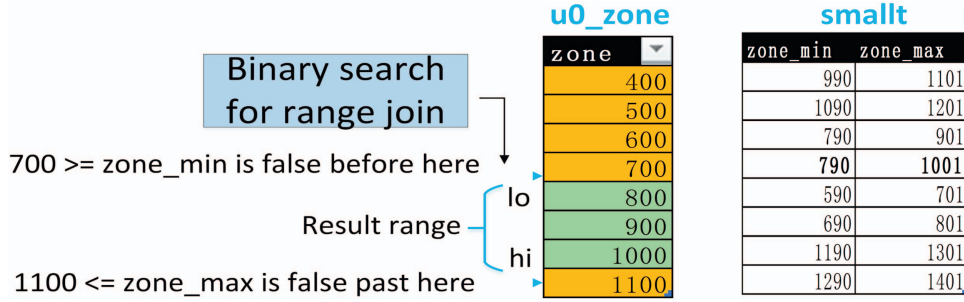 u0_zone
smallt
Binary search
for range join
700 >= zone_min is false before here
lo
Result range
hi
1100 <= zone_max is false past here
zone
400
500
600
700
800
900
1000
1100
zone_min zone_max
990 1101
1090 1201
790 901
790 1001
590 701
690 801
1190 1301
1290 1401